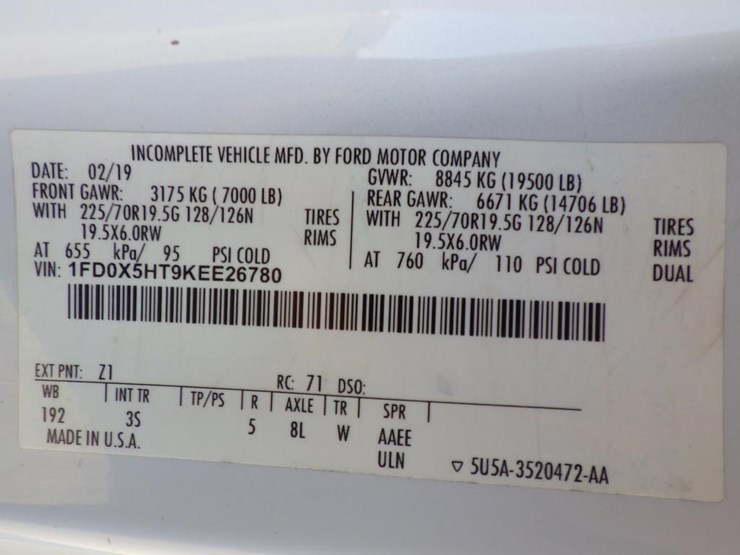 INCOMPLETE VEHICLE MFD. BY FORD MOTOR COMPANY
DATE: 02/19 GVWR: 8845 KG (19500 LB)
FRONT GAWR: 3175 KG ( 7000 LB) REAR GAWR: 6671 KG (14706 LB)
WITH 225/70R19.5G 128/126N TIRES WITH 225/70R19.5G 128/126N TIRES
19.5X6.0RW RIMS 19.5X6.0RW RIMS
AT 655 kPa/ 95 PSI COLD AT 760 kPa/ 110 PSI COLD DUAL
VIN: 1FD0X5HT9KEE26780
EXT PNT: Z1 RC: 71 DSO:
WB INT TR TP/PS R AXLE TR SPR
192 3S 5 8L W AAEE
MADE IN U.S.A. ULN 5U5A-3520472-AA